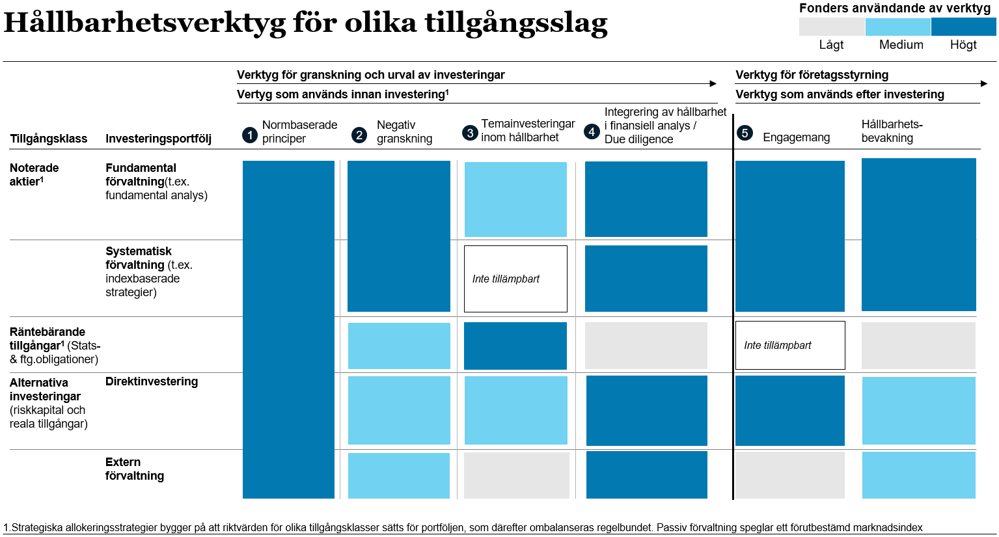 Hållbarhetsverktyg för olika tillgångsslag
Fonders användande av verktyg
Lågt
Medium
Högt
Verktyg för granskning och urval av investeringar
Vertyg som används innan investering¹
Verktyg för företagsstyrning
Verktyg som används efter investering
Tillgångsklass
Investeringsportfölj
1 Normbaserade
principer
2 Negativ
granskning
3 Temainvesteringar
inom hållbarhet
4 Integrering av hållbarhet
i finansiell analys /
Due diligence
5 Engagemang
Hållbarhets-
bevakning
Noterade
aktier¹
Fundamental
förvaltning(t.ex.
fundamental analys)
Systematisk
förvaltning (t.ex.
indexbaserade
strategier)
Inte tillämpbart
Räntebärande
tillgångar¹ (Stats-
& ftg.obligationer)
Inte tillämpbart
Alternativa
investeringar
(riskkapital och
reala tillgångar)
Direktinvestering
Extern
förvaltning
1.Strategiska allokeringsstrategier bygger på att riktvärden för olika tillgångsklasser sätts för portföljen, som därefter ombalanseras regelbundet. Passiv förvaltning speglar ett förutbestämd marknadsindex